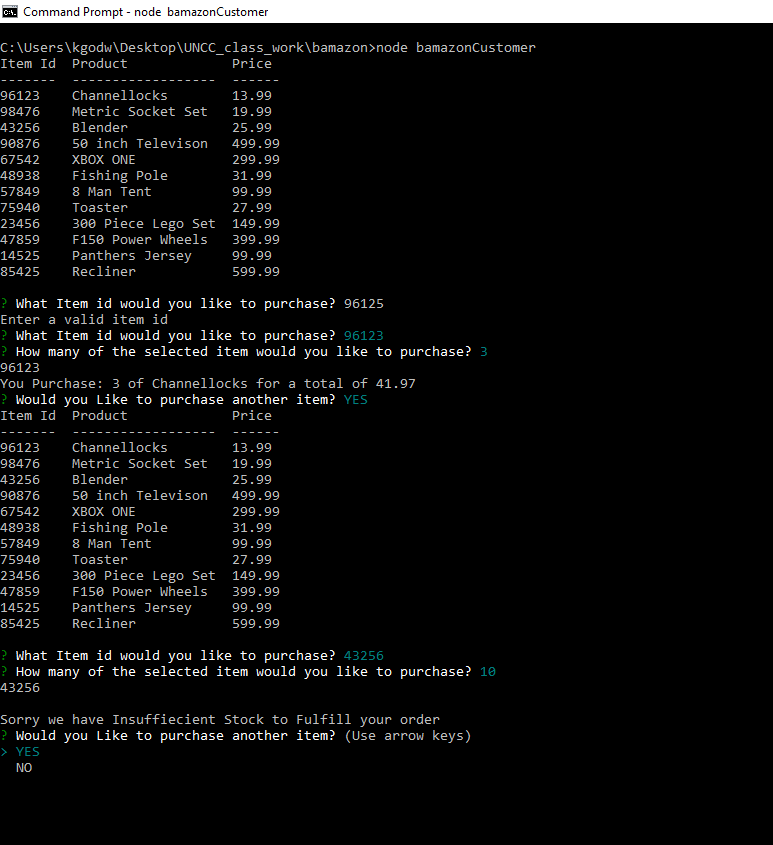 Command Prompt - node bamazonCustomer
C:\Users\kgodw\Desktop\UNCC_class_work\bamazon>node bamazonCustomer
Item Id  Product             Price
-------  ------------------  ------
96123    Channellocks        13.99
98476    Metric Socket Set   19.99
43256    Blender             25.99
90876    50 inch Televison   499.99
67542    XBOX ONE            299.99
48938    Fishing Pole        31.99
57849    8 Man Tent          99.99
75940    Toaster             27.99
23456    300 Piece Lego Set  149.99
47859    F150 Power Wheels   399.99
14525    Panthers Jersey     99.99
85425    Recliner            599.99
? What Item id would you like to purchase? 96125
Enter a valid item id
? What Item id would you like to purchase? 96123
? How many of the selected item would you like to purchase? 3
96123
You Purchase: 3 of Channellocks for a total of 41.97
? Would you Like to purchase another item? YES
Item Id  Product             Price
-------  ------------------  ------
96123    Channellocks        13.99
98476    Metric Socket Set   19.99
43256    Blender             25.99
90876    50 inch Televison   499.99
67542    XBOX ONE            299.99
48938    Fishing Pole        31.99
57849    8 Man Tent          99.99
75940    Toaster             27.99
23456    300 Piece Lego Set  149.99
47859    F150 Power Wheels   399.99
14525    Panthers Jersey     99.99
85425    Recliner            599.99
? What Item id would you like to purchase? 43256
? How many of the selected item would you like to purchase? 10
43256
Sorry we have Insuffiecient Stock to Fulfill your order
? Would you Like to purchase another item? (Use arrow keys)
> YES
  NO